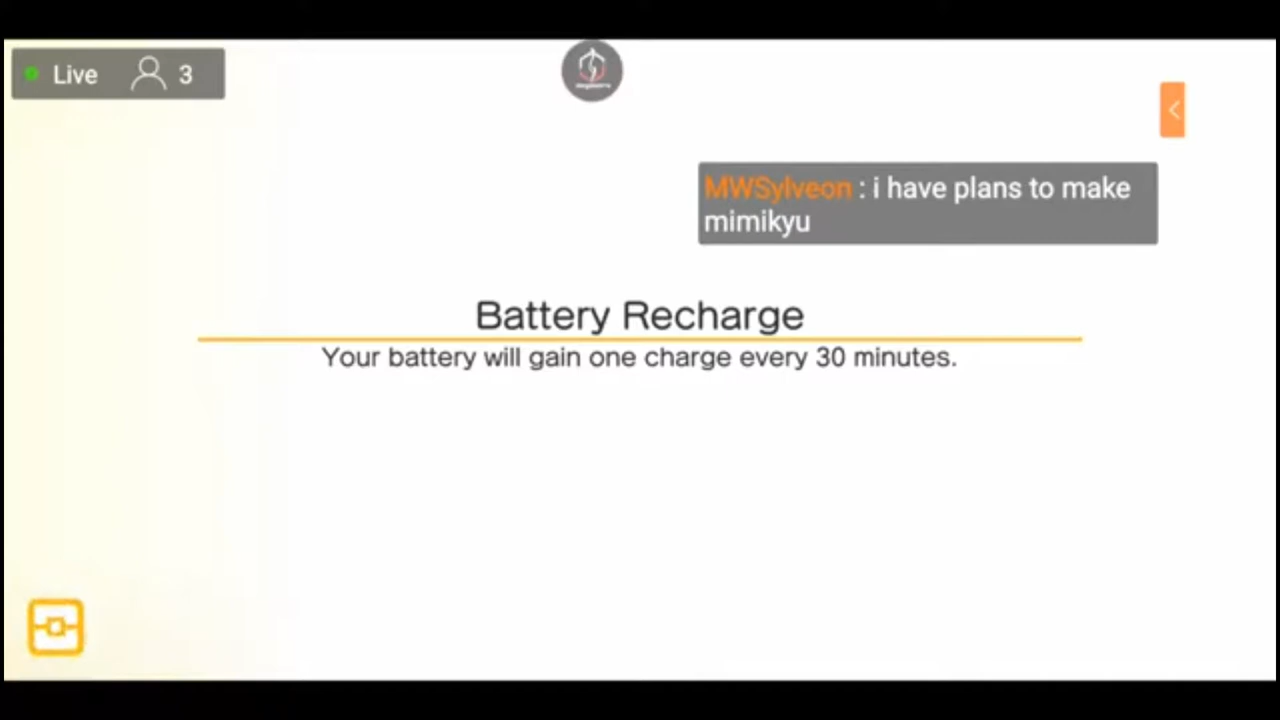 Live 3
MWSylveon : i have plans to make
mimikyu
Battery Recharge
Your battery will gain one charge every 30 minutes.